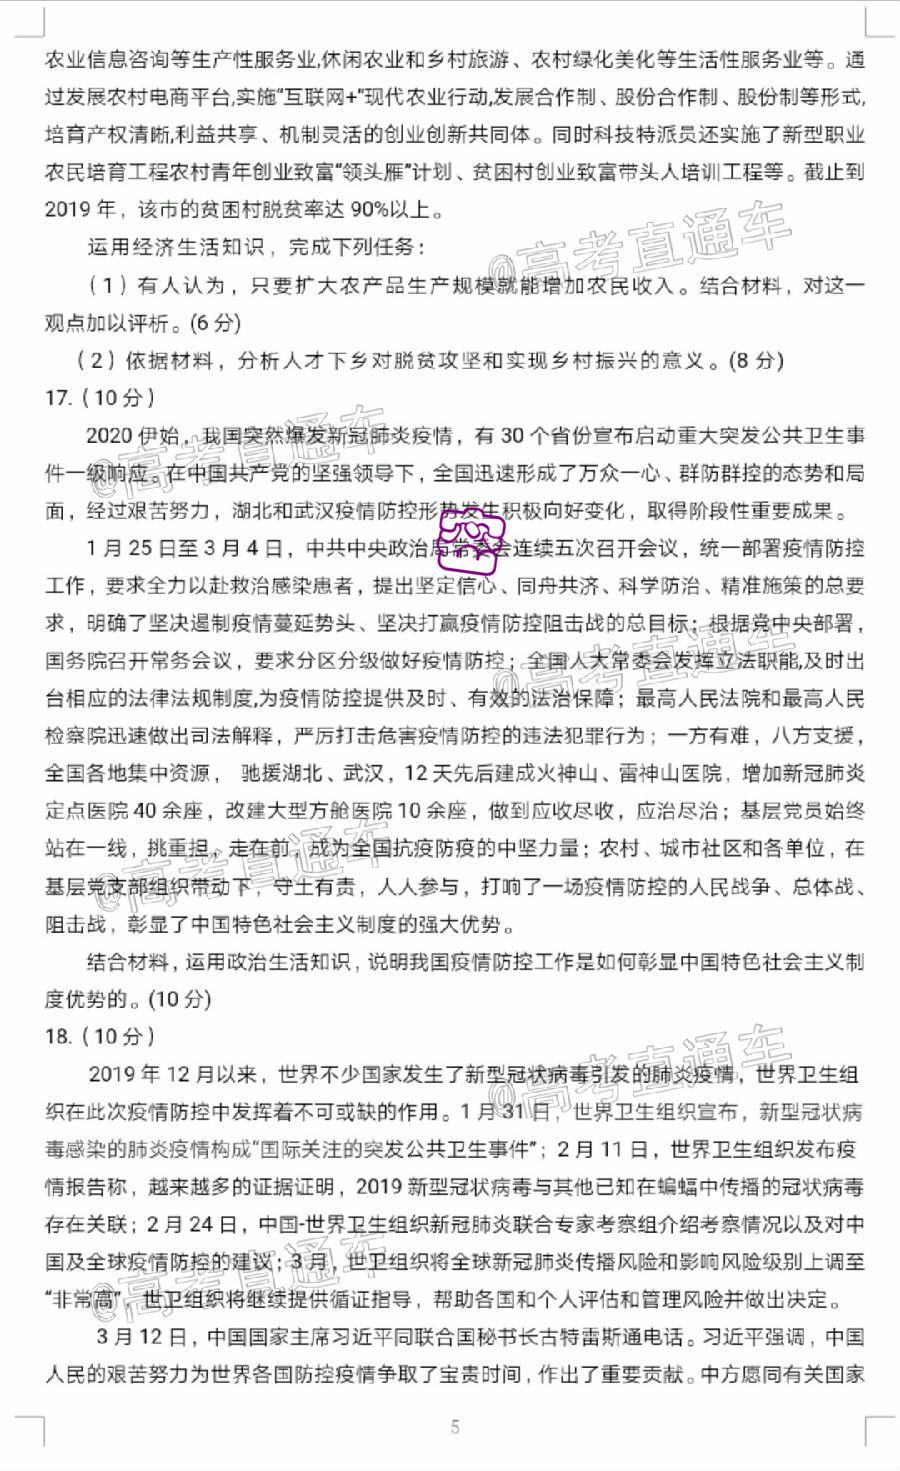 农业信息咨询等生产性服务业,休闲农业和乡村旅游、农村绿化美化等生活性服务业等。通
过发展农村电商平台,实施“互联网+”现代农业行动,发展合作制、股份合作制、股份制等形式,
培育产权清晰,利益共享、机制灵活的创业创新共同体。同时科技特派员还实施了新型职业
农民培育工程农村青年创业致富“领头雁”计划、贫困村创业致富带头人培训工程等。截止到
2019 年，该市的贫困村脱贫率达 90%以上。
运用经济生活知识，完成下列任务：
（1）有人认为，只要扩大农产品生产规模就能增加农民收入。结合材料，对这一
观点加以评析。(6 分)
（2）依据材料，分析人才下乡对脱贫攻坚和实现乡村振兴的意义。(8 分)
17.（10 分）
2020 伊始，我国突然爆发新冠肺炎疫情，有 30 个省份宣布启动重大突发公共卫生事
件一级响应。在中国共产党的坚强领导下，全国迅速形成了万众一心、群防群控的态势和局
面，经过艰苦努力，湖北和武汉疫情防控形势发生积极向好变化，取得阶段性重要成果。
1 月 25 日至 3 月 4 日，中共中央政治局常委会连续五次召开会议，统一部署疫情防控
工作，要求全力以赴救治感染患者，提出坚定信心、同舟共济、科学防治、精准施策的总要
求，明确了坚决遏制疫情蔓延势头、坚决打赢疫情防控阻击战的总目标；根据党中央部署，
国务院召开常务会议，要求分区分级做好疫情防控；全国人大常委会发挥立法职能,及时出
台相应的法律法规制度,为疫情防控提供及时、有效的法治保障；最高人民法院和最高人民
检察院迅速做出司法解释，严厉打击危害疫情防控的违法犯罪行为；一方有难，八方支援，
全国各地集中资源， 驰援湖北、武汉，12 天先后建成火神山、雷神山医院，增加新冠肺炎
定点医院 40 余座，改建大型方舱医院 10 余座，做到应收尽收，应治尽治；基层党员始终
站在一线，挑重担，走在前，成为全国抗疫防疫的中坚力量；农村、城市社区和各单位，在
基层党支部组织带动下，守土有责，人人参与，打响了一场疫情防控的人民战争、总体战、
阻击战，彰显了中国特色社会主义制度的强大优势。
结合材料，运用政治生活知识，说明我国疫情防控工作是如何彰显中国特色社会主义制
度优势的。(10 分)
18.（10 分）
2019 年 12 月以来，世界不少国家发生了新型冠状病毒引发的肺炎疫情，世界卫生组
织在此次疫情防控中发挥着不可或缺的作用。1 月 31 日，世界卫生组织宣布，新型冠状病
毒感染的肺炎疫情构成“国际关注的突发公共卫生事件”；2 月 11 日，世界卫生组织发布疫
情报告称，越来越多的证据证明，2019 新型冠状病毒与其他已知在蝙蝠中传播的冠状病毒
存在关联；2 月 24 日，中国-世界卫生组织新冠肺炎联合专家考察组介绍考察情况以及对中
国及全球疫情防控的建议；3 月，世卫组织将全球新冠肺炎传播风险和影响风险级别上调至
“非常高”，世卫组织将继续提供循证指导，帮助各国和个人评估和管理风险并做出决定。
3 月 12 日，中国国家主席习近平同联合国秘书长古特雷斯通电话。习近平强调，中国
人民的艰苦努力为世界各国防控疫情争取了宝贵时间，作出了重要贡献。中方愿同有关国家
5
@高考直通车
@高考直通车
@高考直通车
@高考直通车
@高考直通车
@高考直通车